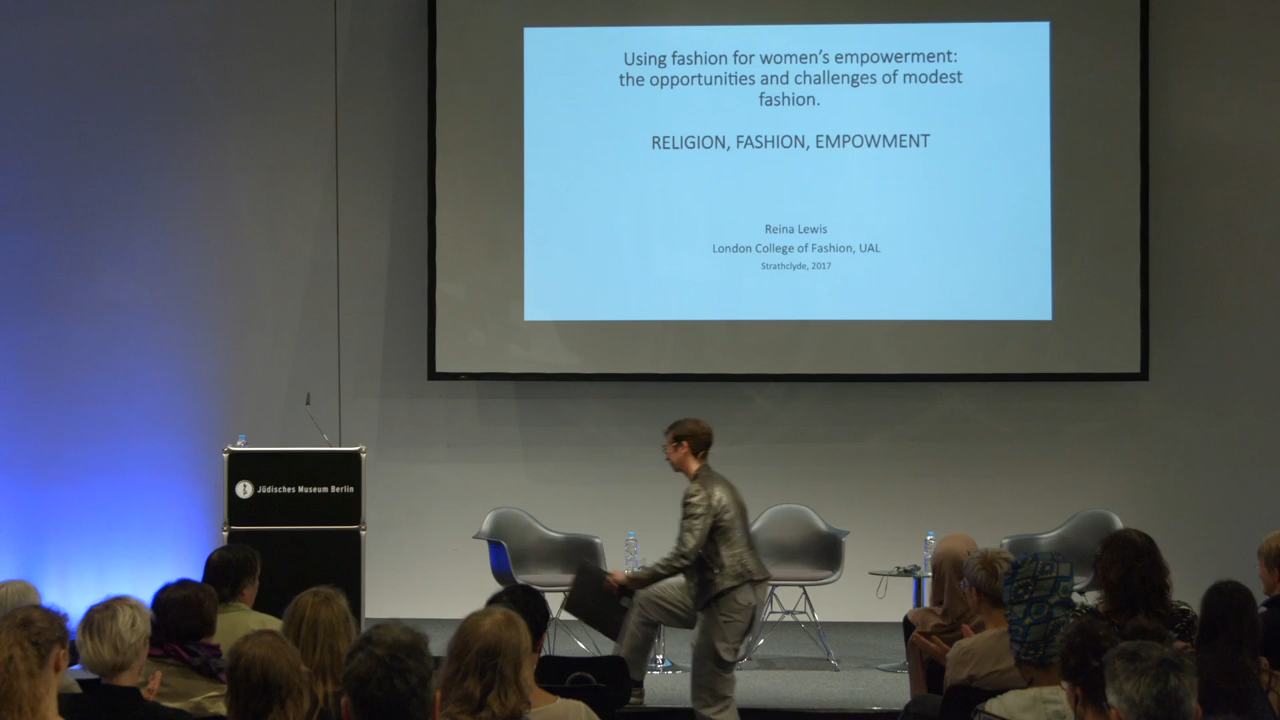 Using fashion for women's empowerment:
the opportunities and challenges of modest
fashion.
RELIGION, FASHION, EMPOWMENT
Reina Lewis
London College of Fashion, UAL
Strathclyde, 2017
Jüdisches Museum Berlin